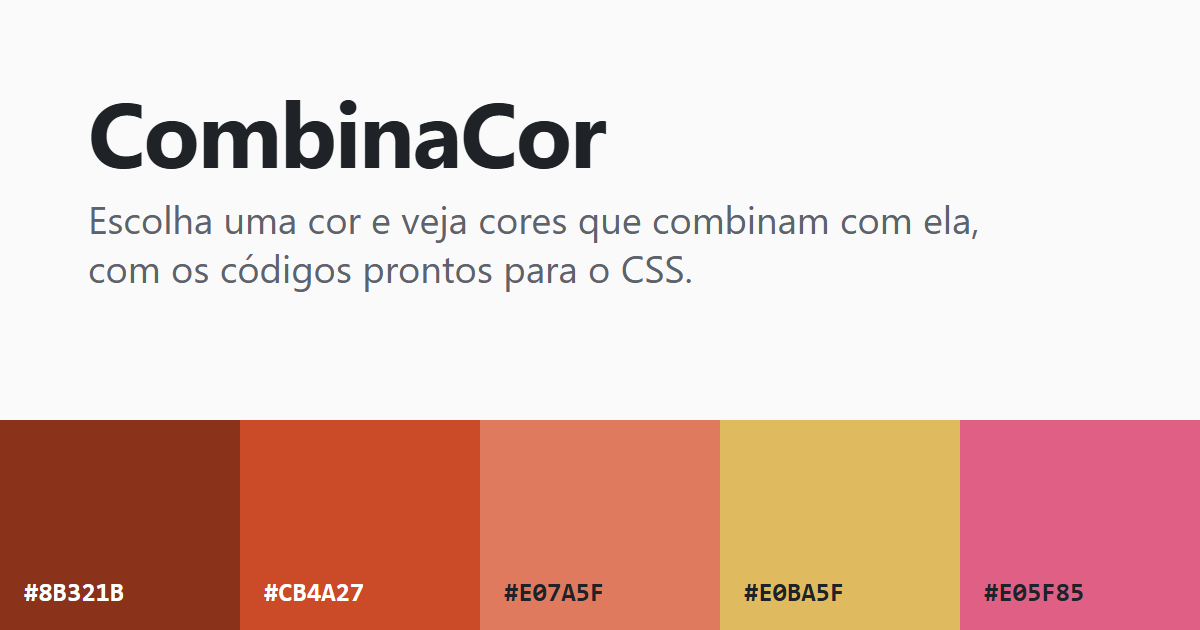 CombinaCor
Escolha uma cor e veja cores que combinam com ela,
com os códigos prontos para o CSS.
#8B321B
#CB4A27
#E07A5F
#E0BA5F
#E05F85